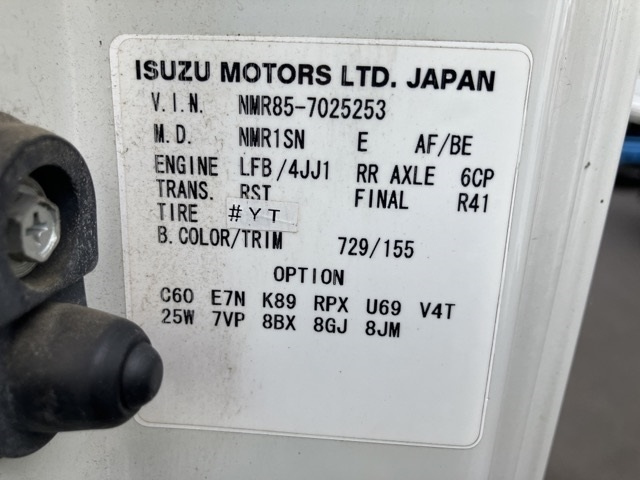 ISUZU MOTORS LTD. JAPAN
V.I.N. NMR85-7025253
M.D. NMR1SN E AF/BE
ENGINE LFB/4JJ1 RR AXLE 6CP
TRANS. RST FINAL R41
TIRE #YT
B.COLOR/TRIM 729/155
OPTION
C60 E7N K89 RPX U69 V4T
25W 7VP 8BX 8GJ 8JM